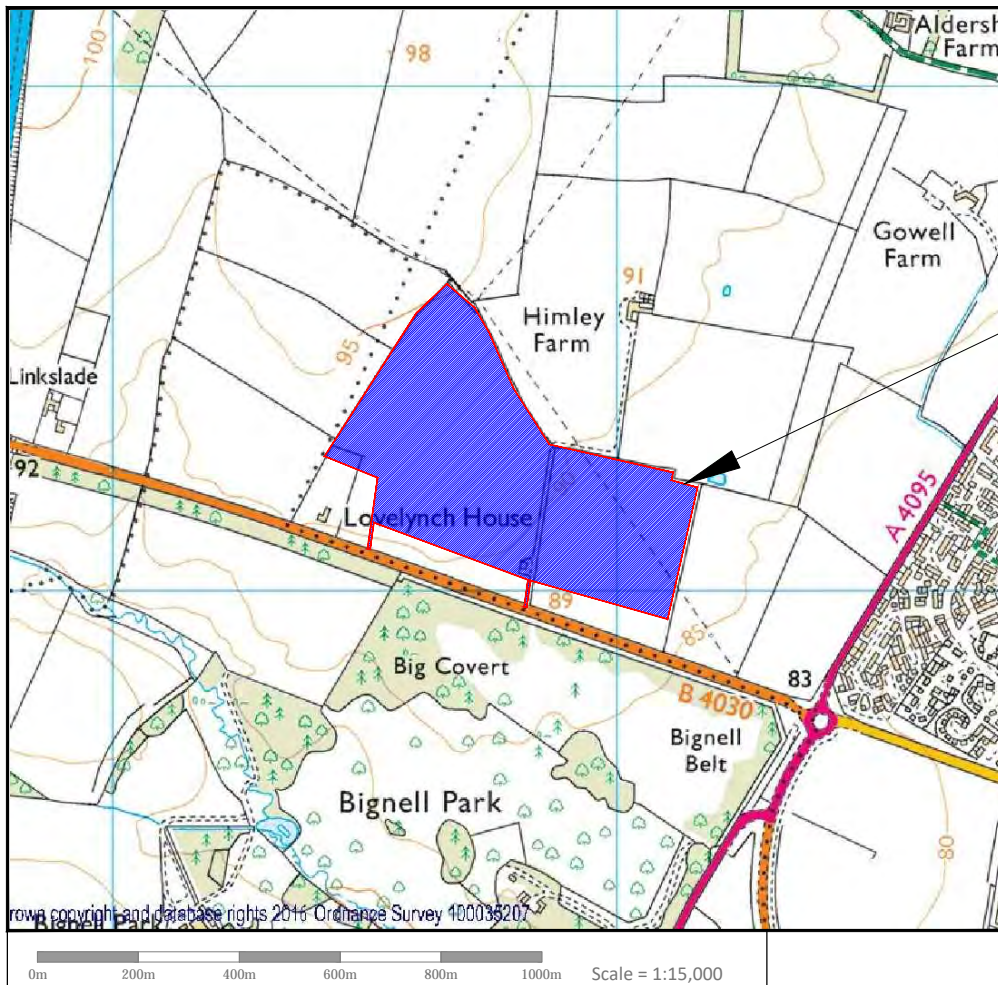 Aldersh
Farm
100
98
Gowell
Farm
91
Himley
Farm
95
Linkslade
92
90
A 4095
Lovelynch House
89
85
Big Covert
83
B 4030
Bignell
Belt
Bignell Park
80
rown copyright and database rights 2016 Ordnance Survey 100035207
Bignell Park
0m 200m 400m 600m 800m 1000m Scale = 1:15,000